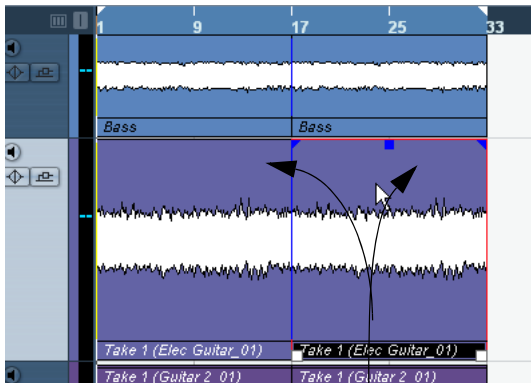 1 9 17 25 33
Bass Bass
Take 1 (Elec Guitar_01) Take 1 (Elec Guitar_01)
Take 1 (Guitar 2_01) Take 1 (Guitar 2_01)